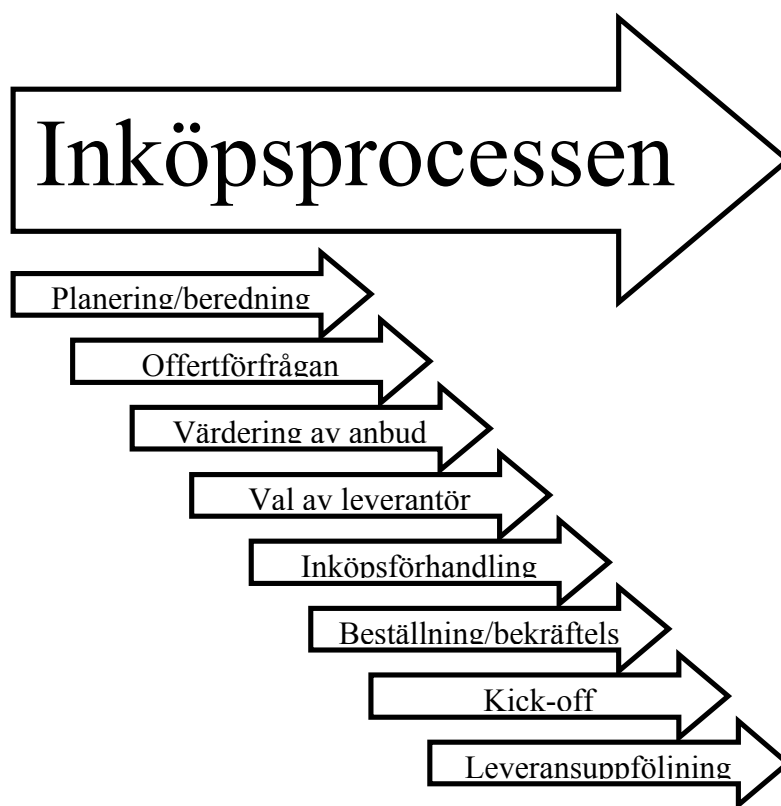 Inköpsprocessen
Planering/beredning
Offertförfrågan
Värdering av anbud
Val av leverantör
Inköpsförhandling
Beställning/bekräftels
Kick-off
Leveransuppföljning